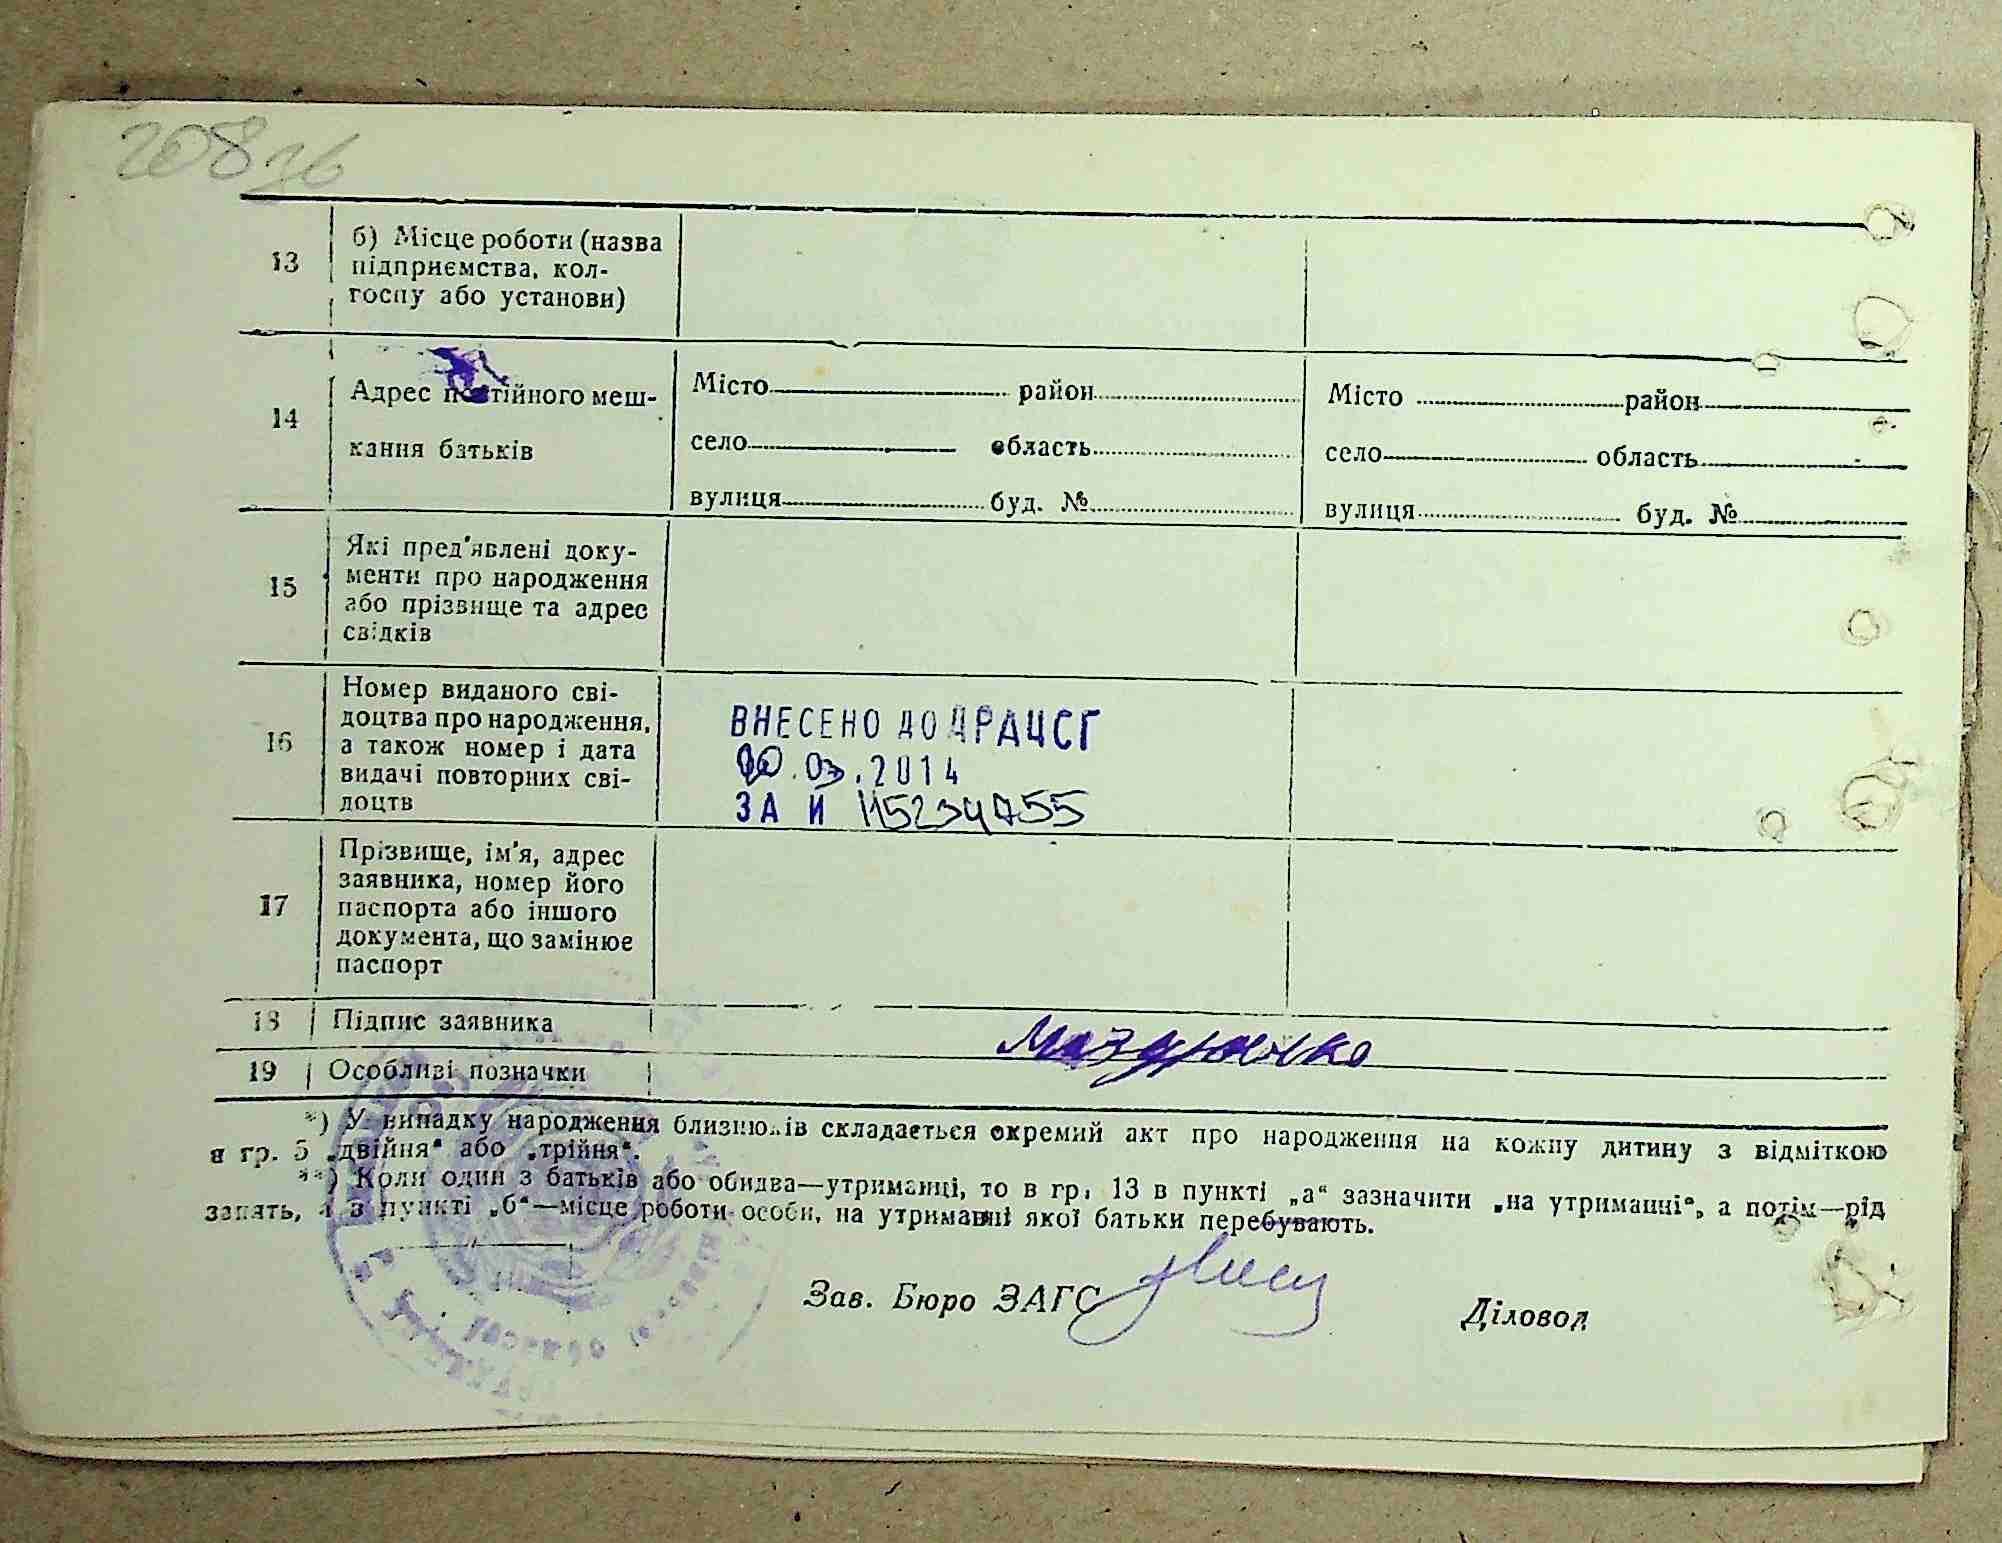 208 зв
13
б) Місце роботи (назва
підприємства, кол-
госпу або установи)
14
Адрес постійного меш-
кання батьків
Місто район
село область
вулиця буд. №
Місто район
село область
вулиця буд. №
15
Які пред'явлені доку-
менти про народження
або прізвище та адрес
свідків
16
Номер виданого сві-
доцтва про народження,
а також номер і дата
видачі повторних сві-
доцтв
ВНЕСЕНО ДО ДРАЦСГ
.03.2014
ЗА И
17
Прізвище, ім'я, адрес
заявника, номер його
паспорта або іншого
документа, що замінює
паспорт
18 Підпис заявника
19 Особливі позначки
*) У випадку народження близнюків складається окремий акт про народження на кожну дитину з відміткою
в гр. 5 „двійня“ або „трійня“.
**) Коли один з батьків або обидва—утриманці, то в гр. 13 в пункті „а“ зазначити „на утриманні“, а потім—рід
занять, а в пункті „б“—місце роботи особи, на утриманні якої батьки перебувають.
Зав. Бюро ЗАГС
Діловод